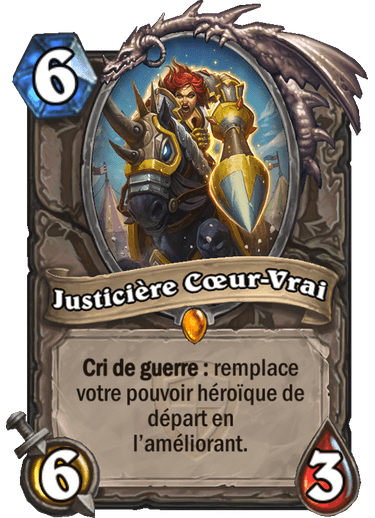 6
Justicière Cœur-Vrai
Cri de guerre : remplace
votre pouvoir héroïque de
départ en
l'améliorant.
6
3